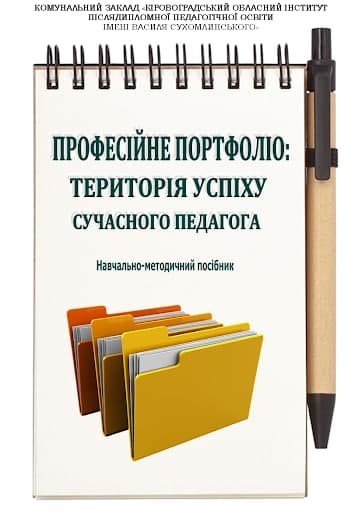 КОМУНАЛЬНИЙ ЗАКЛАД «КІРОВОГРАДСЬКИЙ ОБЛАСНИЙ ІНСТИТУТ
ПІСЛЯДИПЛОМНОЇ ПЕДАГОГІЧНОЇ ОСВІТИ
ІМЕНІ ВАСИЛЯ СУХОМЛИНСЬКОГО»
ПРОФЕСІЙНЕ ПОРТФОЛІО:
ТЕРИТОРІЯ УСПІХУ
СУЧАСНОГО ПЕДАГОГА
Навчально-методичний посібник